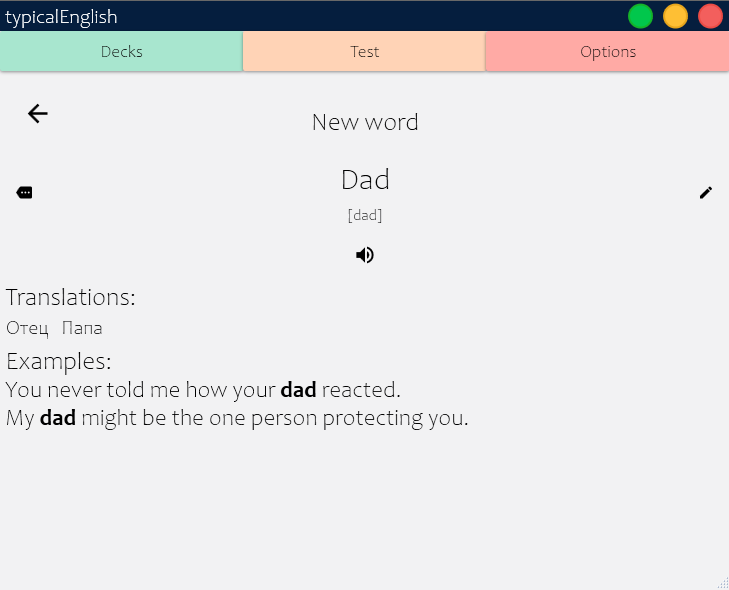 typicalEnglish
Decks Test Options
New word
Dad
[dad]
Translations:
Отец Папа
Examples:
You never told me how your dad reacted.
My dad might be the one person protecting you.